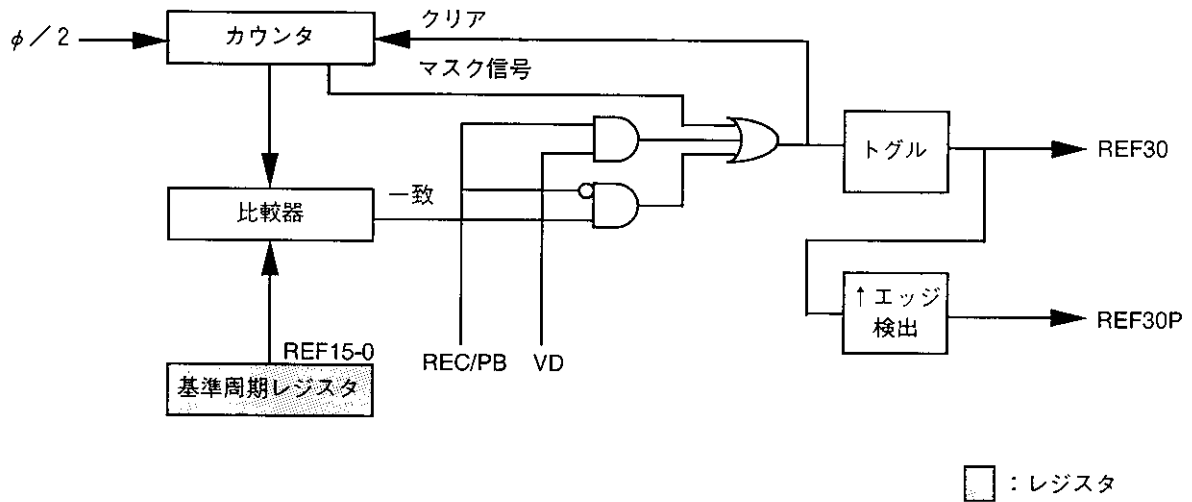 φ/2
カウンタ
クリア
マスク信号
トグル
REF30
比較器
一致
↑エッジ
検出
REF30P
REF15-0
REC/PB
VD
基準周期レジスタ
：レジスタ